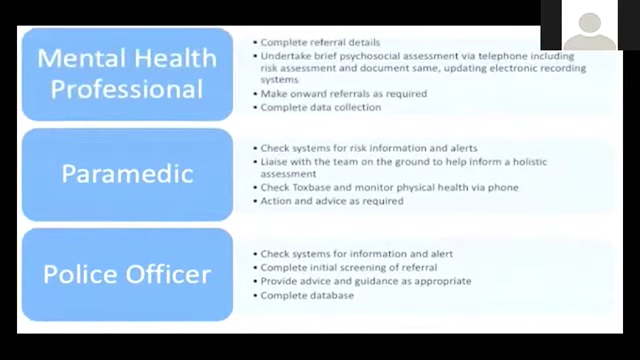 Mental Health
Professional
• Complete referral details
• Undertake brief psychosocial assessment via telephone including
risk assessment and document same, updating electronic recording
systems
• Make onward referrals as required
• Complete data collection
Paramedic
• Check systems for risk information and alerts
• Liaise with the team on the ground to help inform a holistic
assessment
• Check Toxbase and monitor physical health via phone
• Action and advice as required
Police Officer
• Check systems for information and alert
• Complete initial screening of referral
• Provide advice and guidance as appropriate
• Complete database